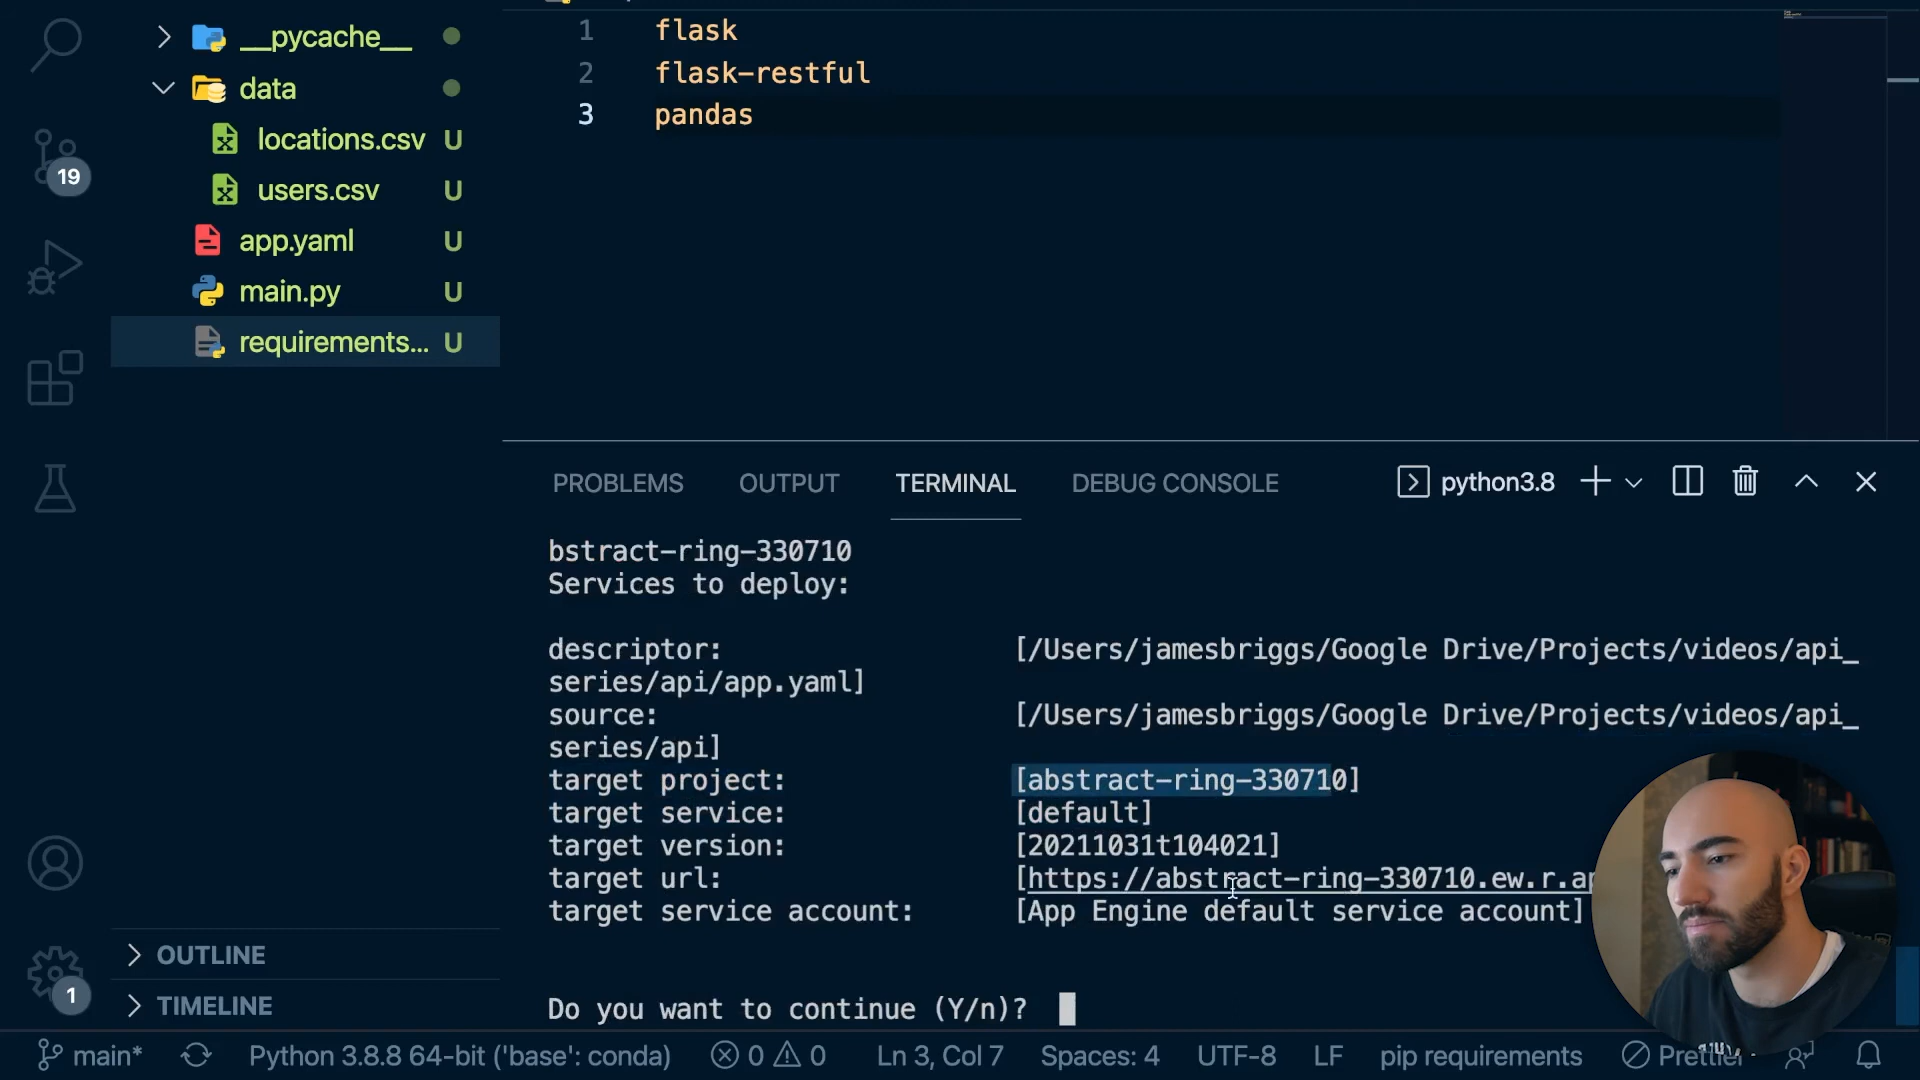 __pycache__
data
locations.csv U
users.csv U
app.yaml U
main.py U
requirements... U
19
1
OUTLINE
TIMELINE
1 flask
2 flask-restful
3 pandas
PROBLEMS OUTPUT TERMINAL DEBUG CONSOLE python3.8
bstract-ring-330710
Services to deploy:
descriptor: [/Users/jamesbriggs/Google Drive/Projects/videos/api_
series/api/app.yaml]
source: [/Users/jamesbriggs/Google Drive/Projects/videos/api_
series/api]
target project: [abstract-ring-330710]
target service: [default]
target version: [20211031t104021]
target url: [https://abstract-ring-330710.ew.r.ap
target service account: [App Engine default service account]
Do you want to continue (Y/n)?
main* Python 3.8.8 64-bit ('base': conda) 0 0 Ln 3, Col 7 Spaces: 4 UTF-8 LF pip requirements Prettier